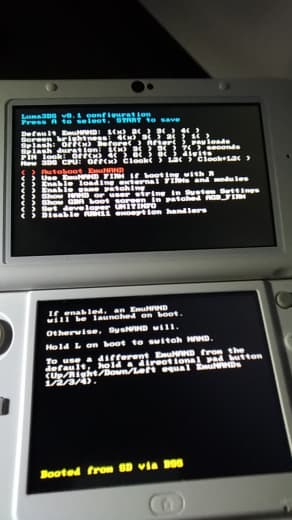 Luma3DS v8.1 configuration
Press A to select, START to save
Default EmuNAND: 1(x) 2( ) 3( ) 4( )
Screen brightness: 4(x) 3( ) 2( ) 1( )
Splash: Off(x) Before( ) After( ) payloads
Splash duration: 1( ) 3( ) 5( ) 7( ) seconds
PIN lock: Off(x) 4( ) 6( ) 8( ) digits
New 3DS CPU: Off(x) Clock( ) L2( ) Clock+L2( )
( ) Autoboot EmuNAND
( ) Use EmuNAND FIRM if booting with R
( ) Enable loading external FIRMs and modules
( ) Enable game patching
( ) Show NAND or user string in System Settings
( ) Show GBA boot screen in patched AGB_FIRM
( ) Set developer UNITINFO
( ) Disable ARM11 exception handlers
If enabled, an EmuNAND
will be launched on boot.
Otherwise, SysNAND will.
Hold L on boot to switch NAND.
To use a different EmuNAND from the
default, hold a directional pad button
(Up/Right/Down/Left equal EmuNANDs
1/2/3/4).
Booted from SD via B9S